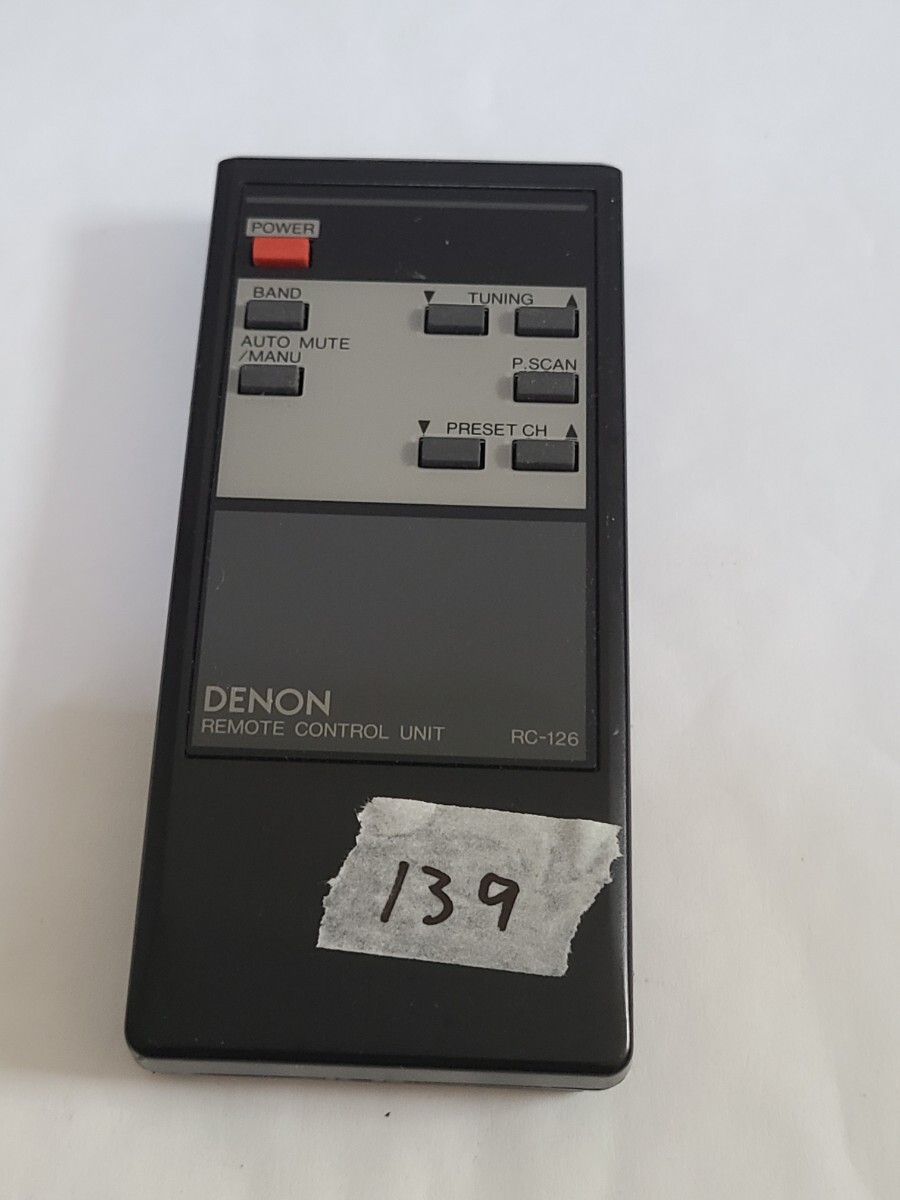 POWER
BAND
▼ TUNING ▲
AUTO MUTE
/MANU
P.SCAN
▼ PRESET CH ▲
DENON
REMOTE CONTROL UNIT RC-126
139